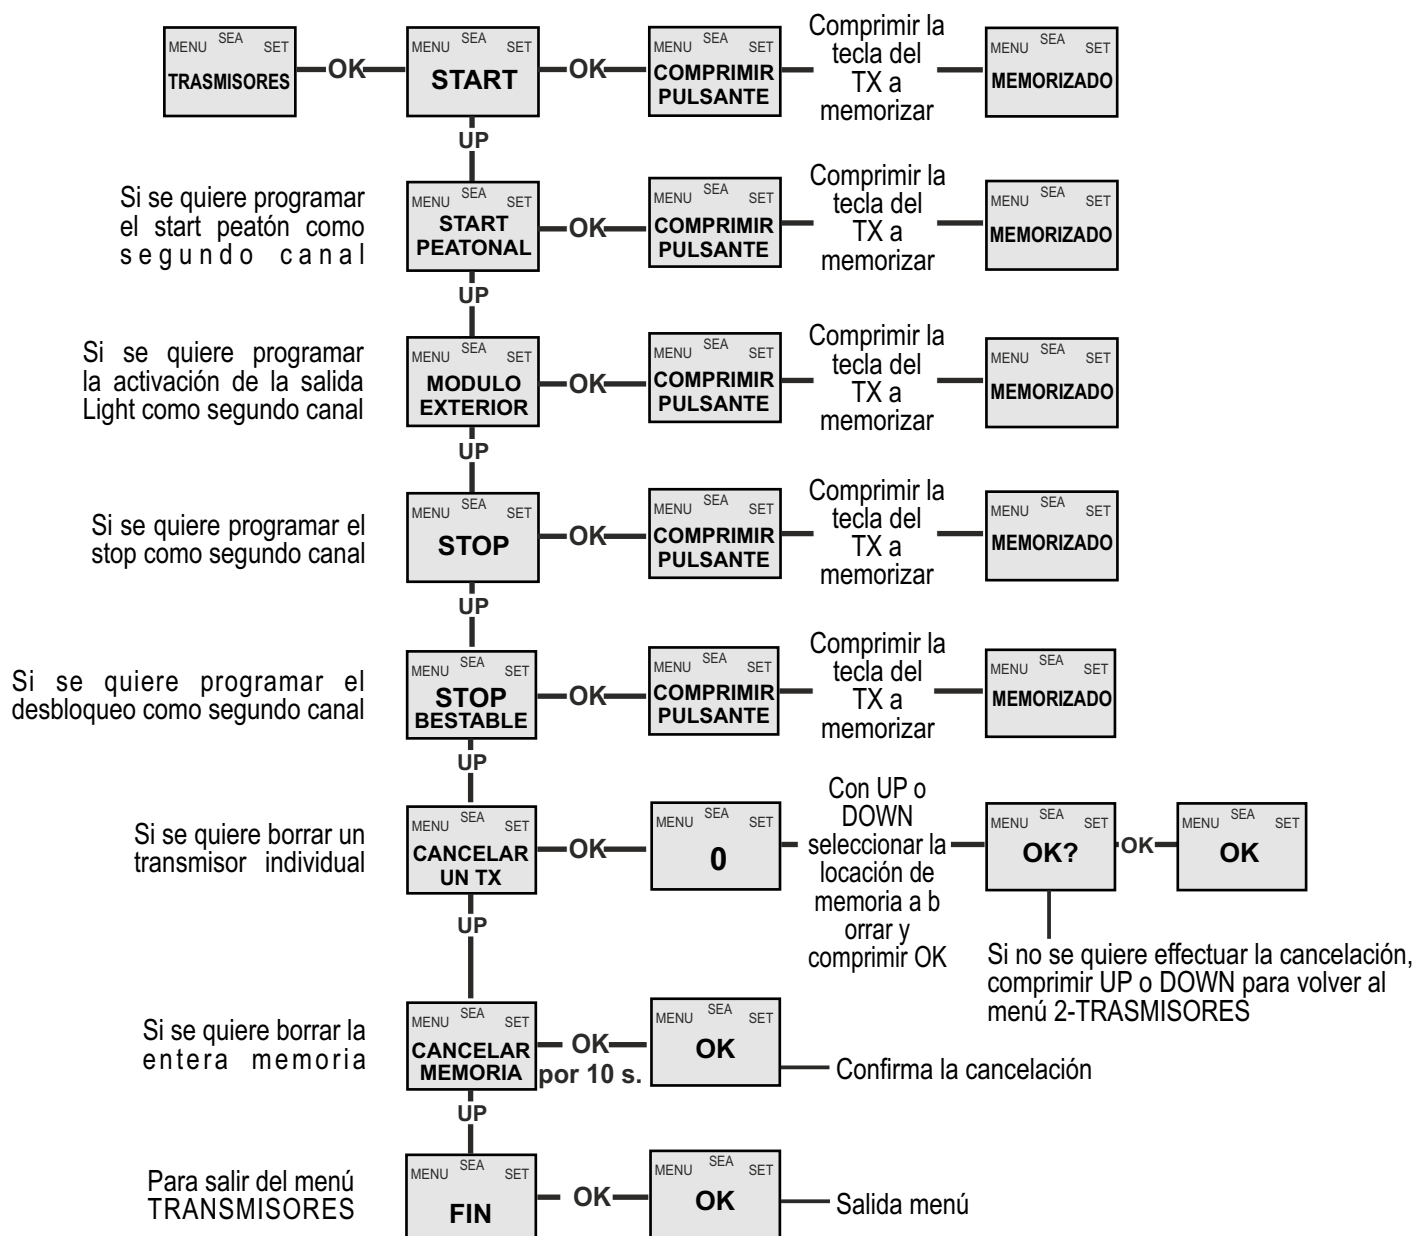 MENU SEA SET
TRASMISORES
OK
MENU SEA SET
START
OK
MENU SEA SET
COMPRIMIR
PULSANTE
Comprimir la
tecla del
TX a
memorizar
MENU SEA SET
MEMORIZADO
UP
Si se quiere programar
el start peatón como
segundo canal
MENU SEA SET
START
PEATONAL
OK
MENU SEA SET
COMPRIMIR
PULSANTE
Comprimir la
tecla del
TX a
memorizar
MENU SEA SET
MEMORIZADO
UP
Si se quiere programar
la activación de la salida
Light como segundo canal
MENU SEA SET
MODULO
EXTERIOR
OK
MENU SEA SET
COMPRIMIR
PULSANTE
Comprimir la
tecla del
TX a
memorizar
MENU SEA SET
MEMORIZADO
UP
Si se quiere programar el
stop como segundo canal
MENU SEA SET
STOP
OK
MENU SEA SET
COMPRIMIR
PULSANTE
Comprimir la
tecla del
TX a
memorizar
MENU SEA SET
MEMORIZADO
UP
Si se quiere programar el
desbloqueo como segundo canal
MENU SEA SET
STOP
BESTABLE
OK
MENU SEA SET
COMPRIMIR
PULSANTE
Comprimir la
tecla del
TX a
memorizar
MENU SEA SET
MEMORIZADO
UP
Si se quiere borrar un
transmisor individual
MENU SEA SET
CANCELAR
UN TX
OK
MENU SEA SET
0
Con UP o
DOWN
seleccionar la
locación de
memoria a b
orrar y
comprimir OK
MENU SEA SET
OK?
OK
MENU SEA SET
OK
Si no se quiere effectuar la cancelación,
comprimir UP o DOWN para volver al
menú 2-TRASMISORES
UP
Si se quiere borrar la
entera memoria
MENU SEA SET
CANCELAR
MEMORIA
OK
por 10 s.
MENU SEA SET
OK
Confirma la cancelación
UP
Para salir del menú
TRANSMISORES
MENU SEA SET
FIN
OK
MENU SEA SET
OK
Salida menú